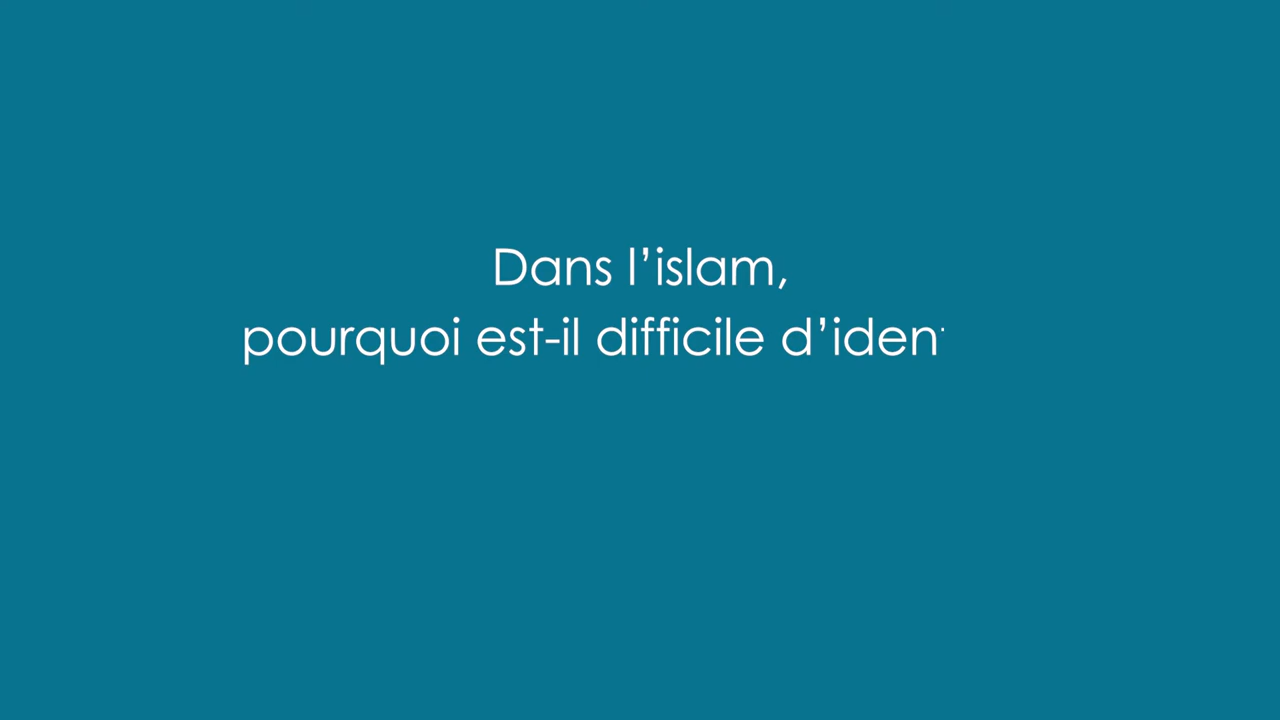 Dans l’islam,
pourquoi est-il difficile d’iden